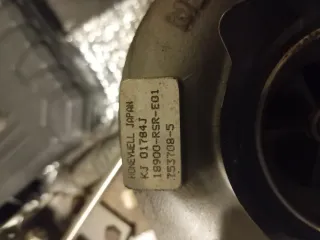 HONEYWELL JAPAN
KJ 01784J
18900-RSR-E01
753708-5